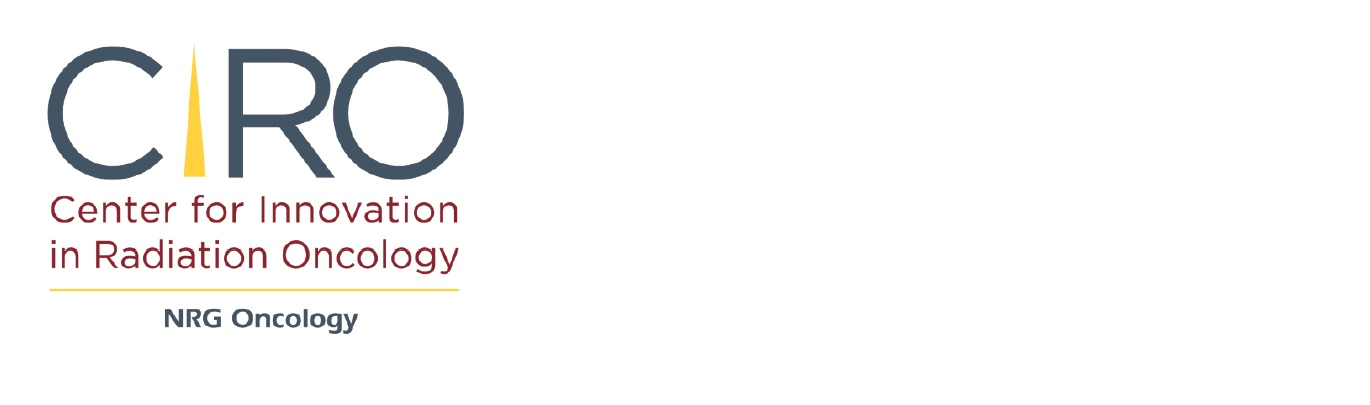 CIRO
Center for Innovation
in Radiation Oncology
NRG Oncology